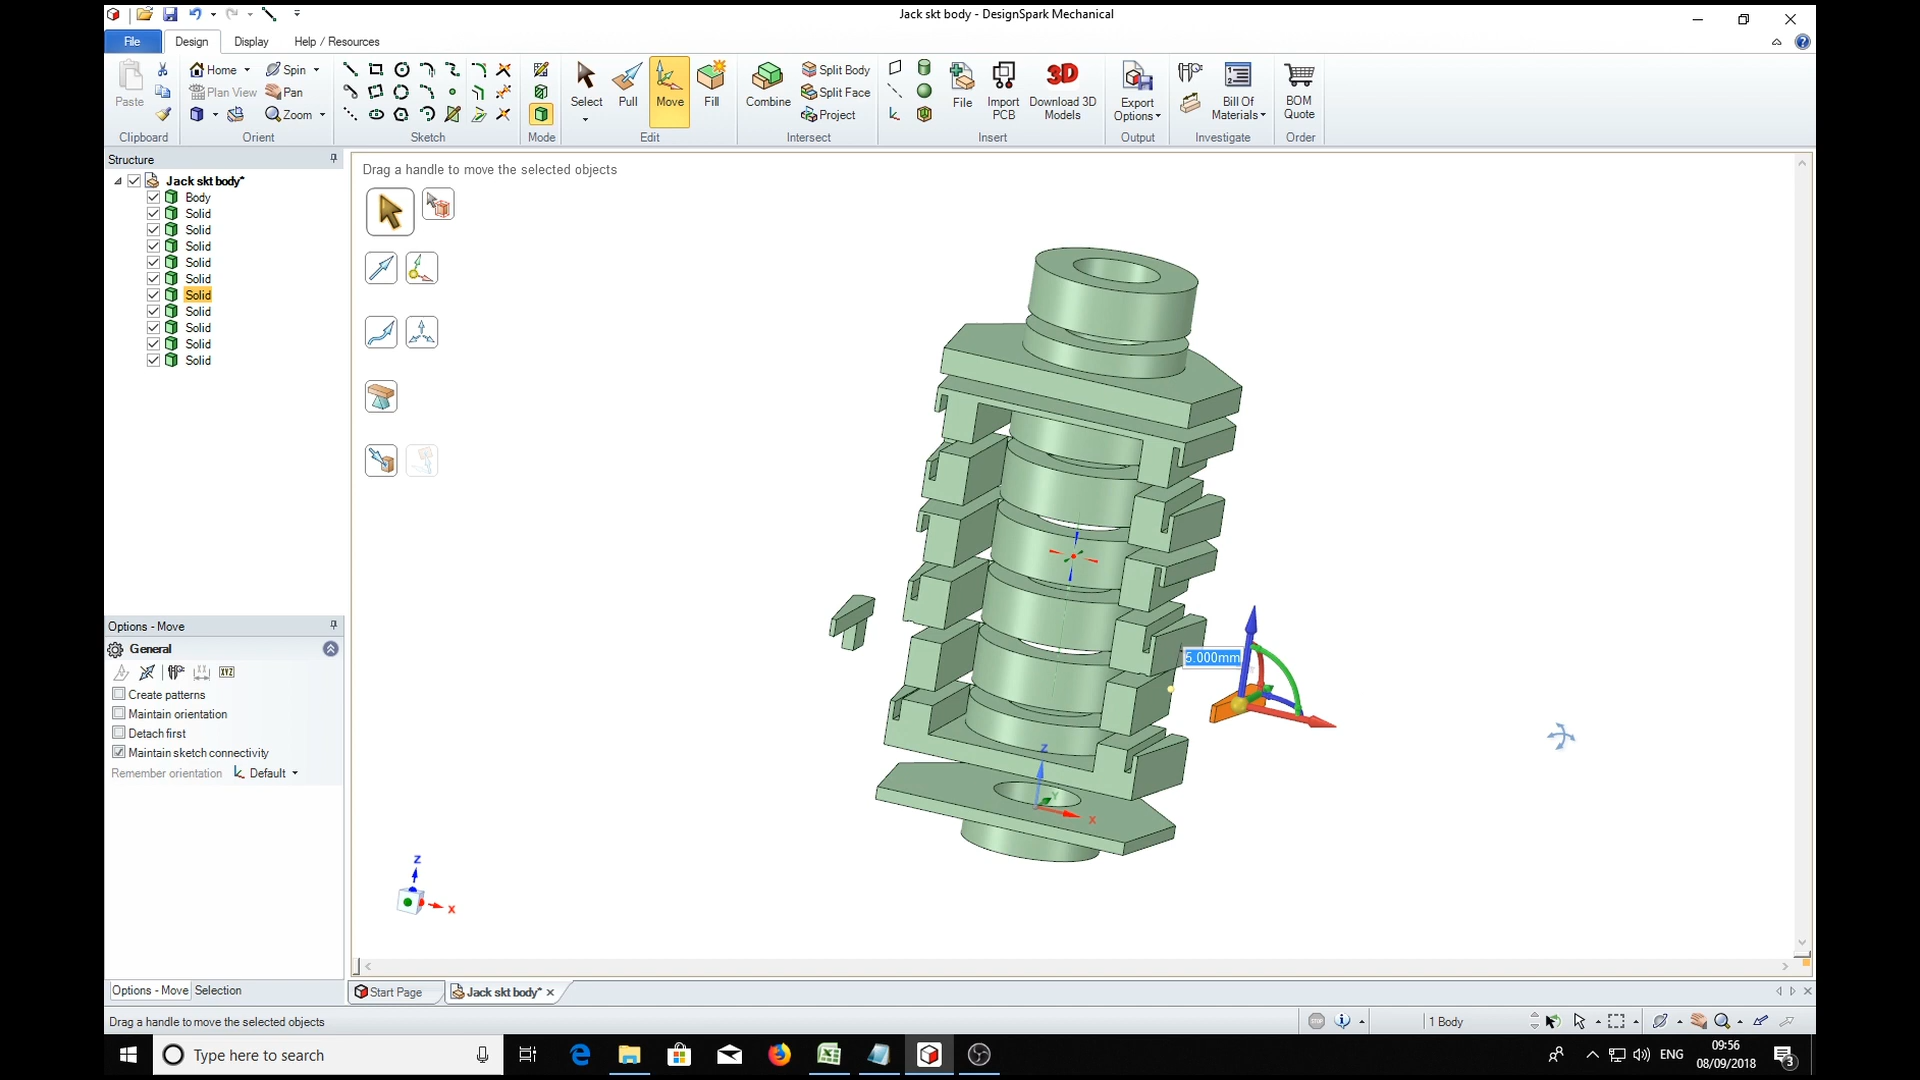 Jack skt body - DesignSpark Mechanical
File Design Display Help / Resources
Paste
Clipboard
Home Spin
Plan View Pan
Zoom
Orient
Sketch
Mode
Select Pull Move Fill
Edit
Combine Split Body
Split Face
Project
Intersect
File Import PCB Download 3D Models
3D
Insert
Export Options
Output
Bill Of Materials
Investigate
BOM Quote
Order
Structure
Jack skt body*
Body
Solid
Solid
Solid
Solid
Solid
Solid
Solid
Solid
Solid
Solid
Drag a handle to move the selected objects
5.000mm
Z
Y
X
Z
X
Options - Move
General
XYZ
Create patterns
Maintain orientation
Detach first
Maintain sketch connectivity
Remember orientation Default
Options - Move Selection
Start Page Jack skt body*
Drag a handle to move the selected objects
1 Body
Type here to search
ENG
09:56
08/09/2018
3